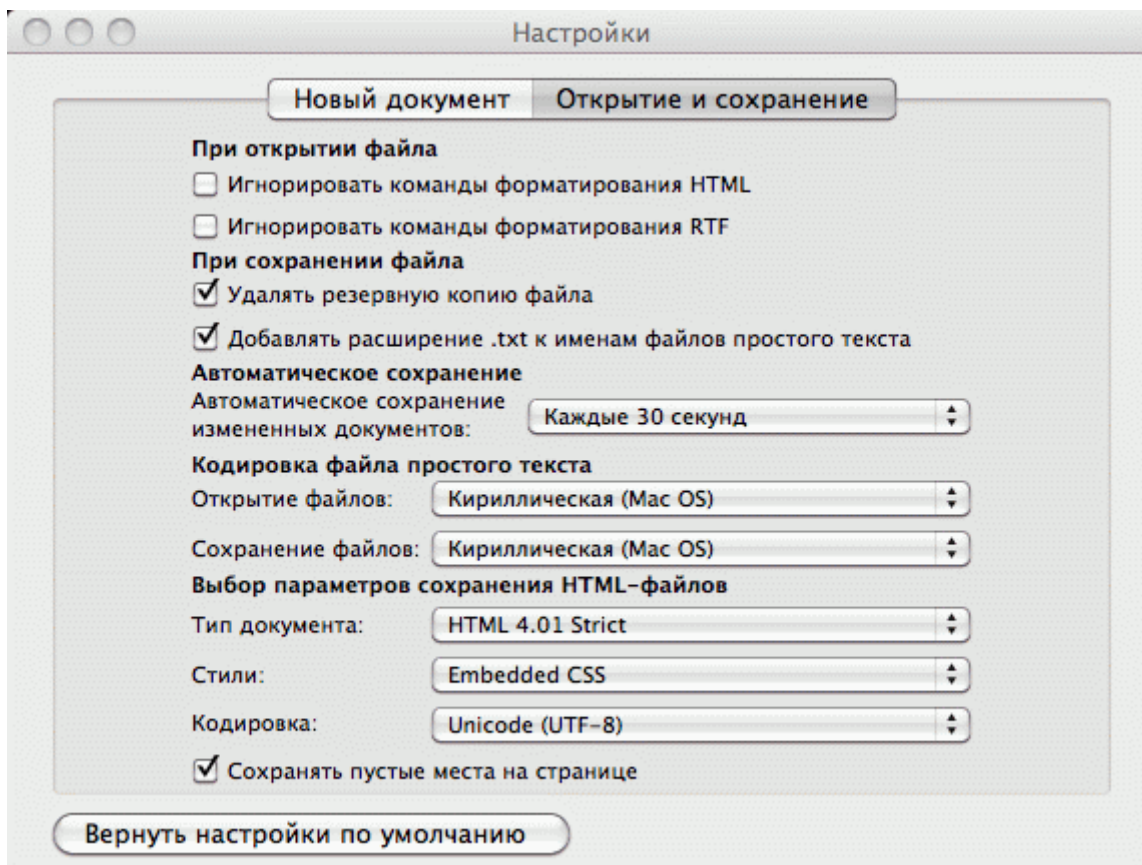 Настройки
Новый документ Открытие и сохранение
При открытии файла
Игнорировать команды форматирования HTML
Игнорировать команды форматирования RTF
При сохранении файла
Удалять резервную копию файла
Добавлять расширение .txt к именам файлов простого текста
Автоматическое сохранение
Автоматическое сохранение
измененных документов: Каждые 30 секунд
Кодировка файла простого текста
Открытие файлов: Кириллическая (Mac OS)
Сохранение файлов: Кириллическая (Mac OS)
Выбор параметров сохранения HTML-файлов
Тип документа: HTML 4.01 Strict
Стили: Embedded CSS
Кодировка: Unicode (UTF-8)
Сохранять пустые места на странице
Вернуть настройки по умолчанию